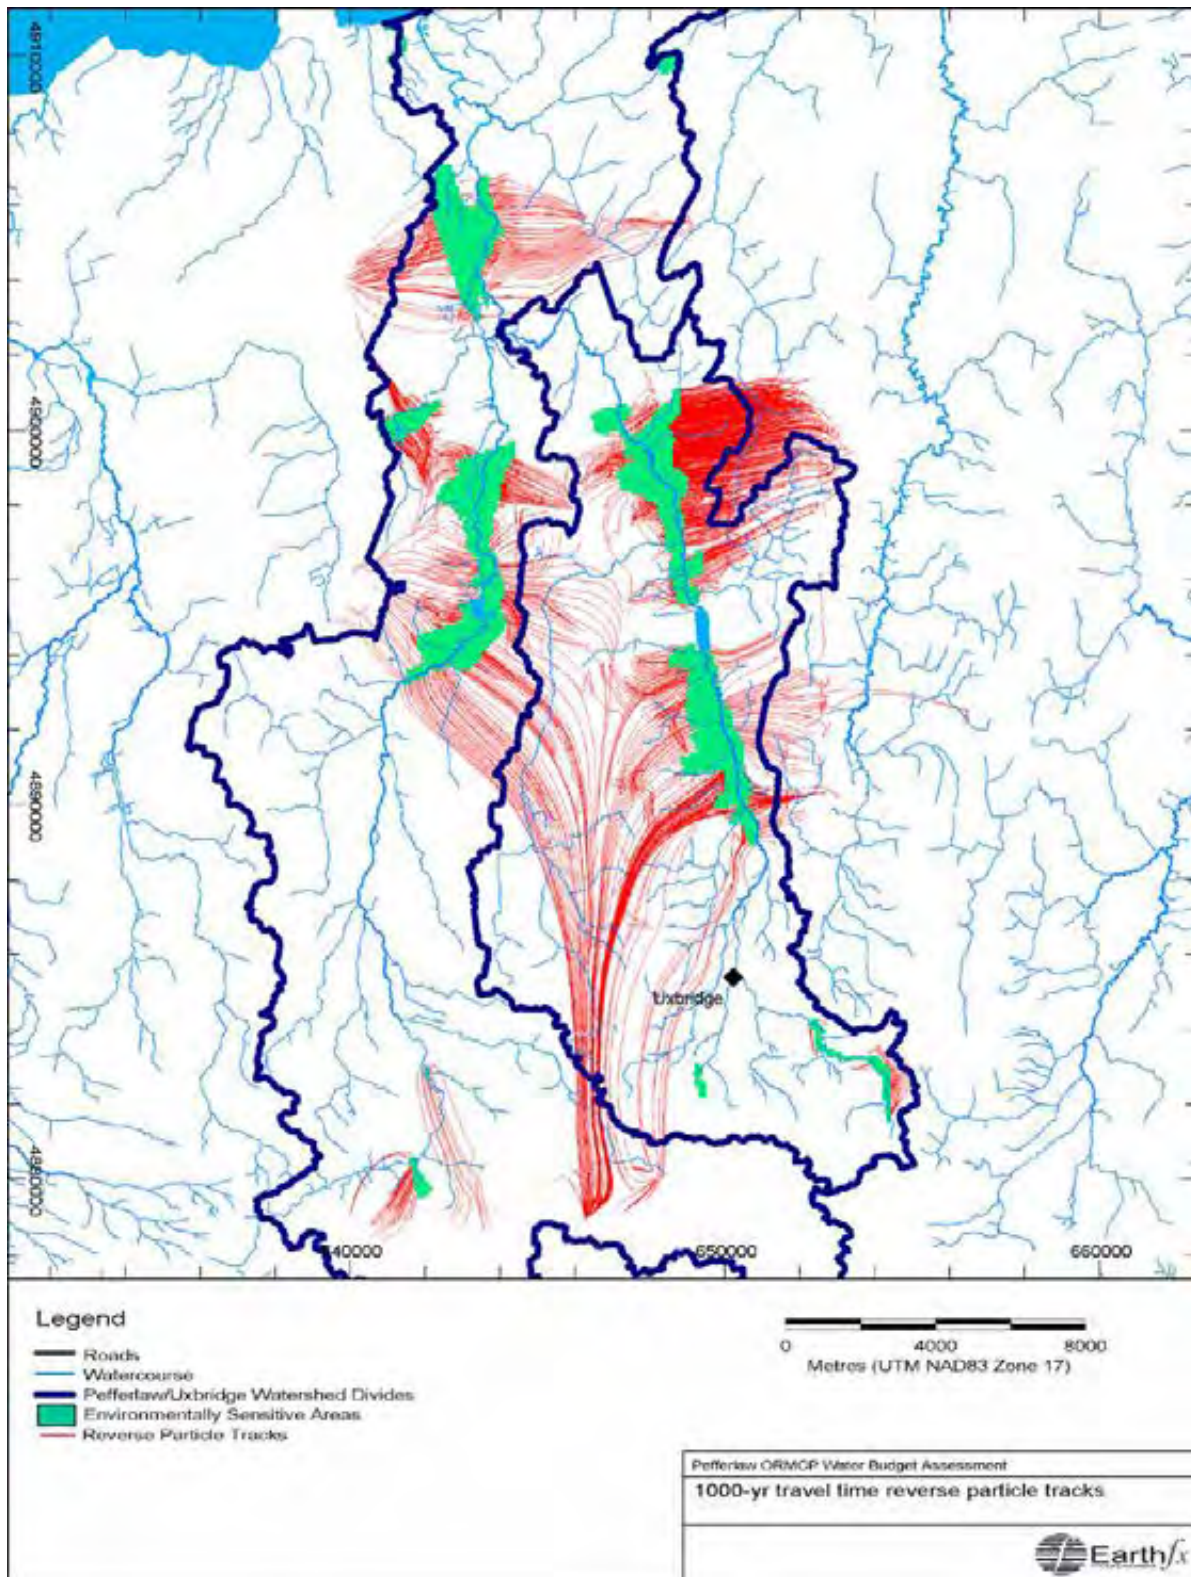 4910000
4900000
4890000
4880000
Uxbridge
640000
650000
660000
Legend
Roads
Watercourse
Pefferlaw/Uxbridge Watershed Divides
Environmentally Sensitive Areas
Reverse Particle Tracks
0 4000 8000
Metres (UTM NAD83 Zone 17)
Pefferlaw ORMCP Water Budget Assessment
1000-yr travel time reverse particle tracks
Earthfx